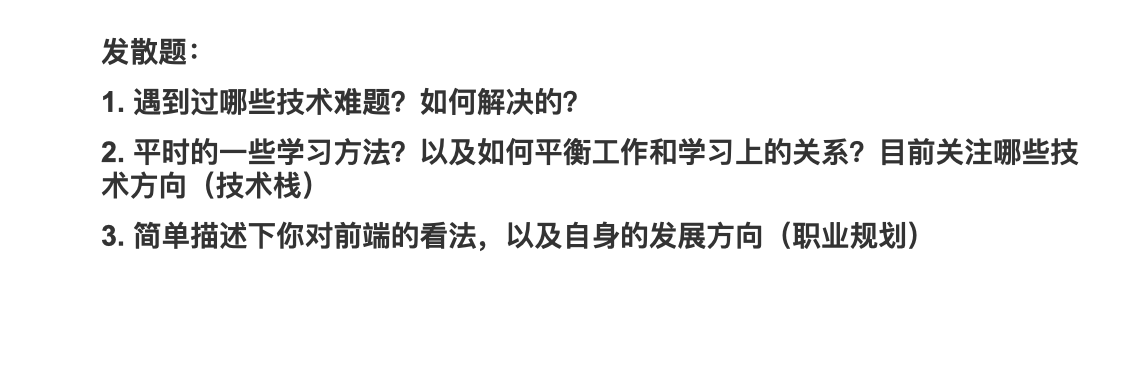 发散题：
1. 遇到过哪些技术难题？如何解决的？
2. 平时的一些学习方法？以及如何平衡工作和学习上的关系？目前关注哪些技
术方向（技术栈）
3. 简单描述下你对前端的看法，以及自身的发展方向（职业规划）